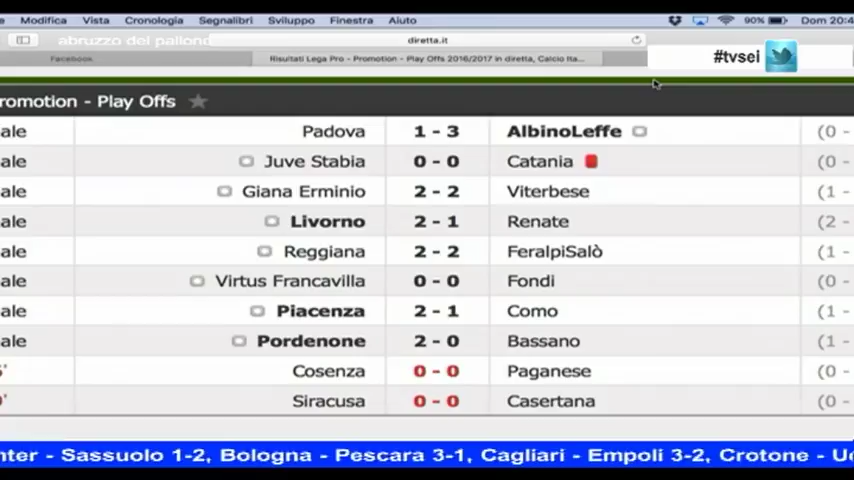 Modifica Vista Cronologia Segnalibri Sviluppo Finestra Aiuto 90% Dom 20:4
abruzzo del pallone diretta.it
Facebook Risultati Lega Pro - Promotion - Play Offs 2016/2017 in diretta, Calcio Ita... #tvsei
romotion - Play Offs
ale Padova 1 - 3 AlbinoLeffe (0 -
ale Juve Stabia 0 - 0 Catania (0 -
ale Giana Erminio 2 - 2 Viterbese (1 -
ale Livorno 2 - 1 Renate (2 -
ale Reggiana 2 - 2 FeralpiSalò (1 -
ale Virtus Francavilla 0 - 0 Fondi (0 -
ale Piacenza 2 - 1 Como (1 -
ale Pordenone 2 - 0 Bassano (1 -
Cosenza 0 - 0 Paganese (0 -
Siracusa 0 - 0 Casertana (0 -
nter - Sassuolo 1-2, Bologna - Pescara 3-1, Cagliari - Empoli 3-2, Crotone - U